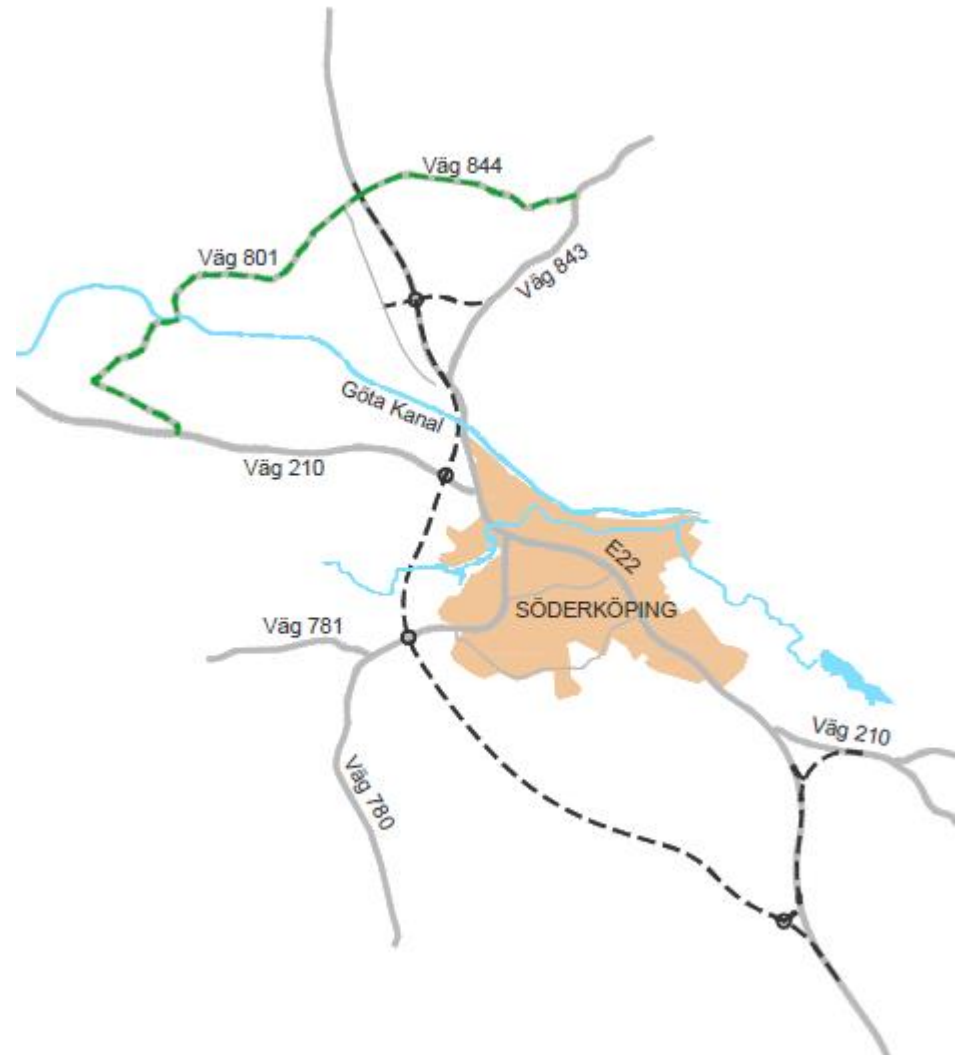 Väg 844
Väg 801
Väg 843
Göta Kanal
Väg 210
E22
SÖDERKÖPING
Väg 781
Väg 210
Väg 780